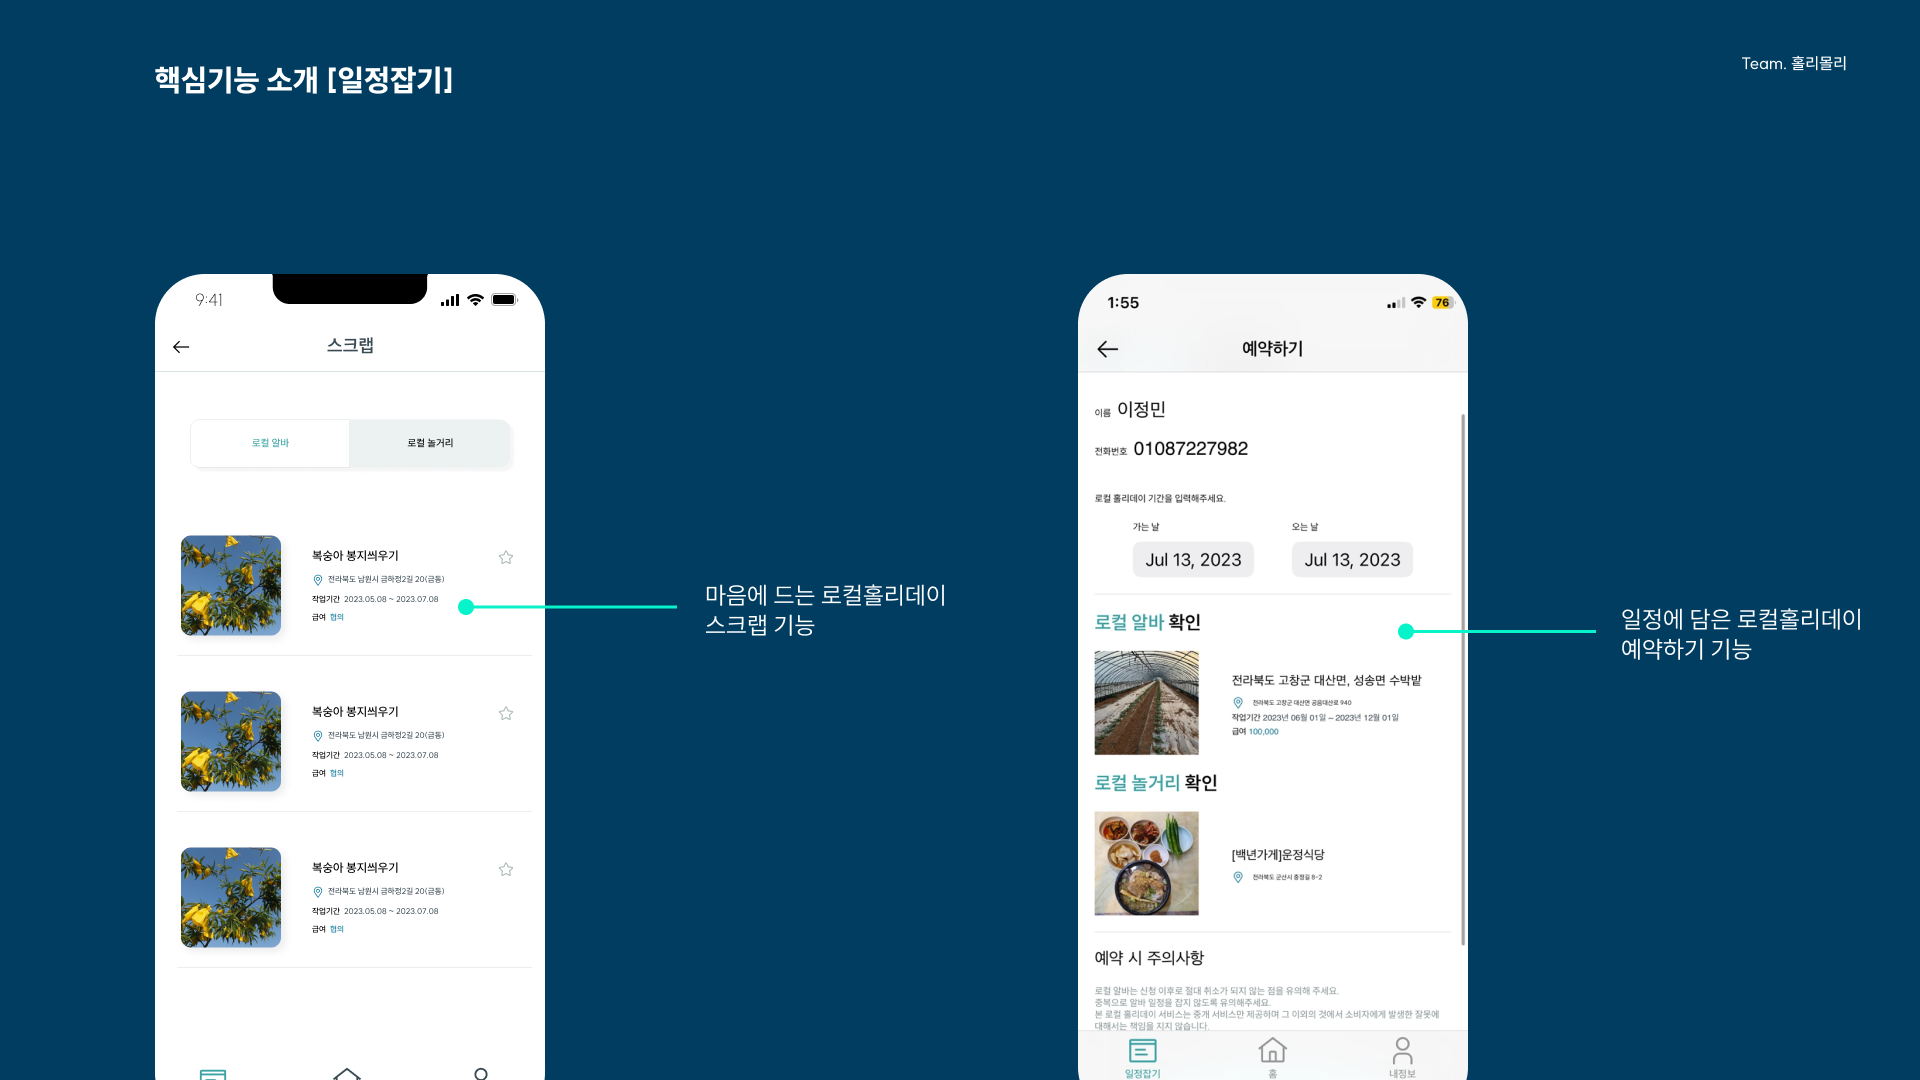 핵심기능 소개 [일정잡기]
Team. 홀리몰리
9:41
스크랩
로컬 알바
로컬 놀거리
복숭아 봉지씌우기
전라북도 남원시 금하정2길 20(금동)
작업기간 2023.05.08 ~ 2023.07.08
급여 협의
복숭아 봉지씌우기
전라북도 남원시 금하정2길 20(금동)
작업기간 2023.05.08 ~ 2023.07.08
급여 협의
복숭아 봉지씌우기
전라북도 남원시 금하정2길 20(금동)
작업기간 2023.05.08 ~ 2023.07.08
급여 협의
마음에 드는 로컬홀리데이
스크랩 기능
1:55
76
예약하기
이름 이정민
전화번호 01087227982
로컬 홀리데이 기간을 입력해주세요.
가는 날
오는 날
Jul 13, 2023
Jul 13, 2023
로컬 알바 확인
전라북도 고창군 대산면, 성송면 수박밭
전라북도 고창군 대산면 공음대산로 940
작업기간 2023년 06월 01일 ~ 2023년 12월 01일
급여 100,000
로컬 놀거리 확인
[백년가게]운정식당
전라북도 군산시 중정길 8-2
예약 시 주의사항
로컬 알바는 신청 이후로 절대 취소가 되지 않는 점을 유의해 주세요.
중복으로 알바 일정을 잡지 않도록 유의해주세요.
본 로컬 홀리데이 서비스는 중개 서비스만 제공하며 그 이외의 것에서 소비자에게 발생한 잘못에
대해서는 책임을 지지 않습니다.
일정잡기
홈
내정보
일정에 담은 로컬홀리데이
예약하기 기능